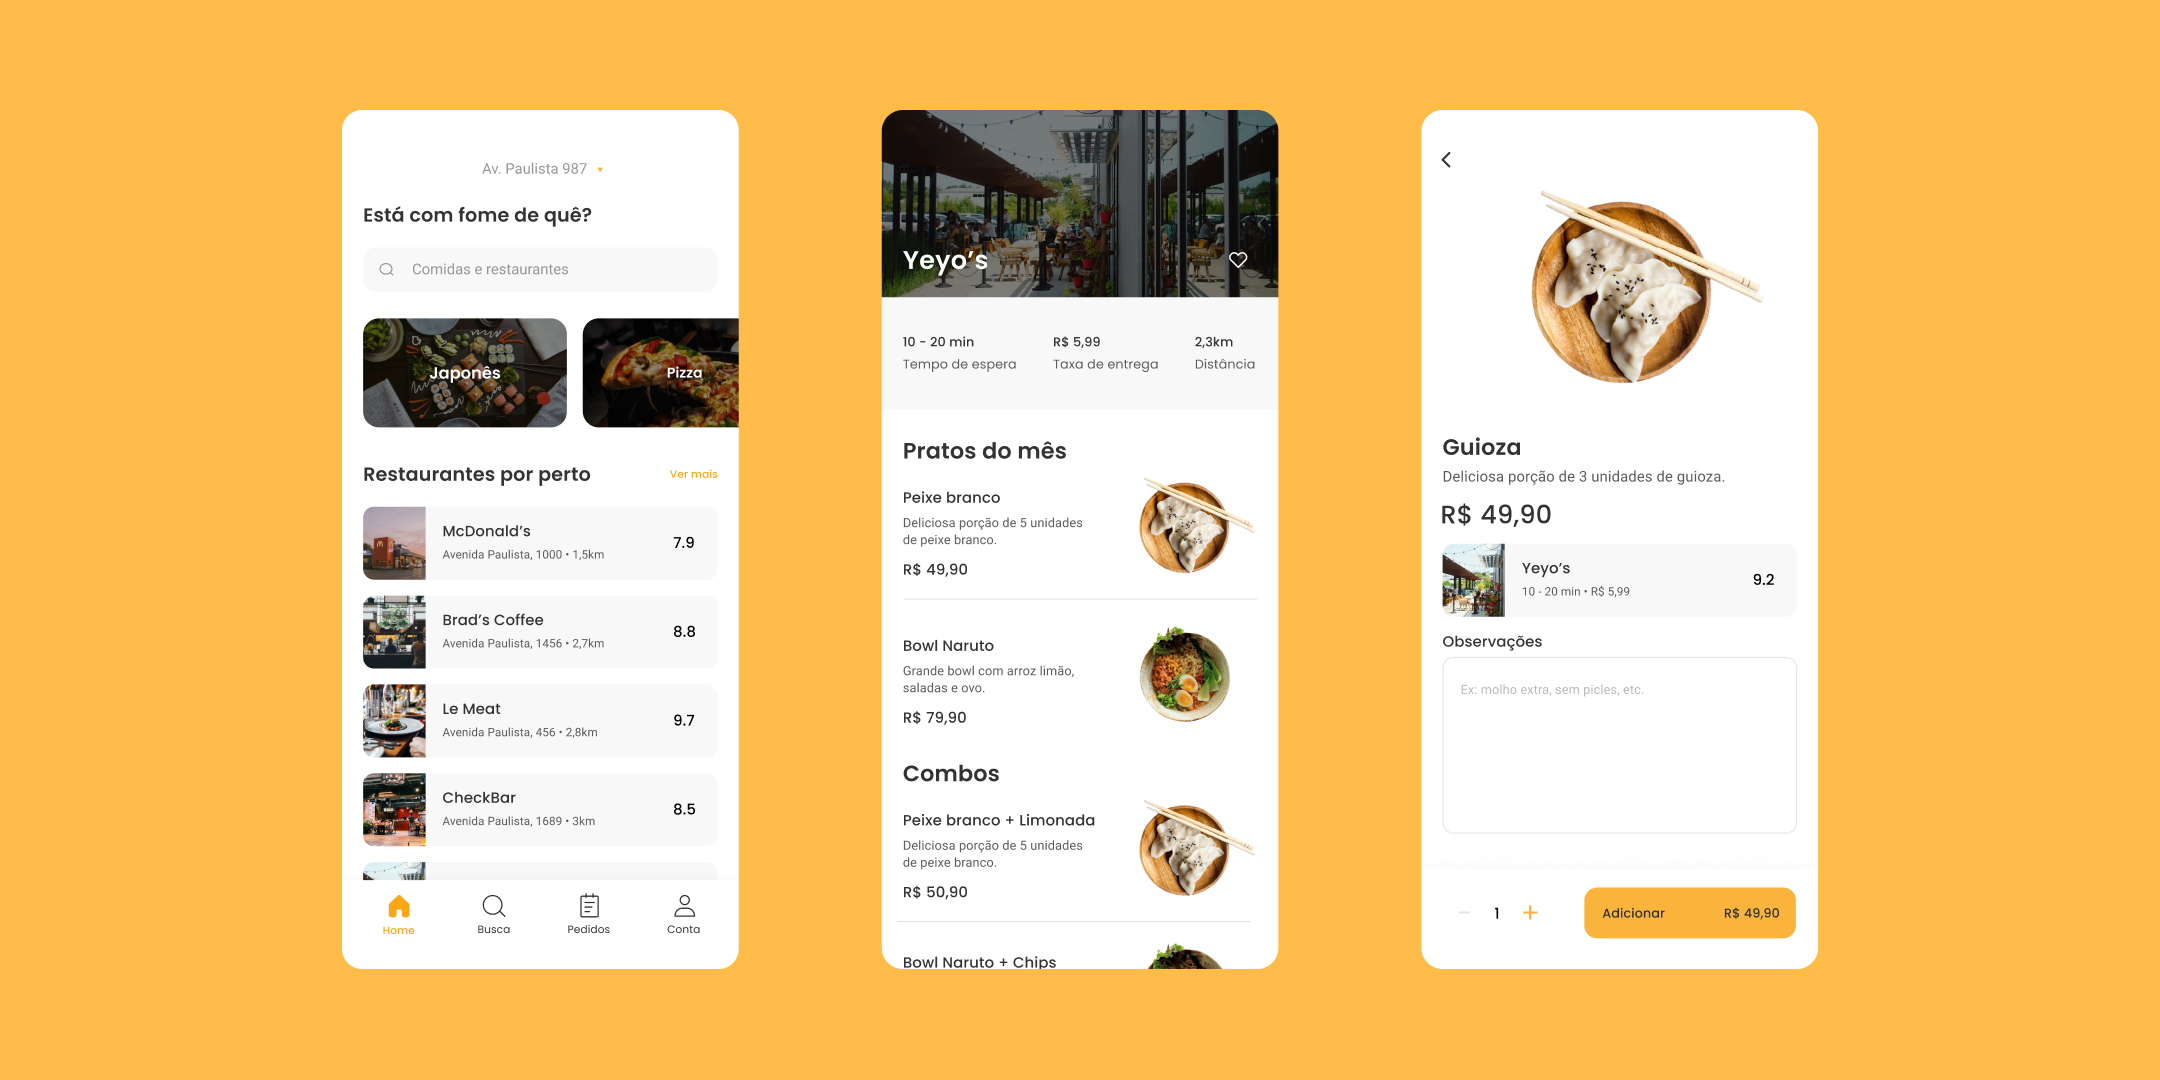 Av. Paulista 987
Está com fome de quê?
Comidas e restaurantes
Japonês
Pizza
Restaurantes por perto
Ver mais
McDonald's
Avenida Paulista, 1000 • 1,5km
7.9
Brad's Coffee
Avenida Paulista, 1456 • 2,7km
8.8
Le Meat
Avenida Paulista, 456 • 2,8km
9.7
CheckBar
Avenida Paulista, 1689 • 3km
8.5
Home
Busca
Pedidos
Conta
Yeyo's
10 - 20 min
Tempo de espera
R$ 5,99
Taxa de entrega
2,3km
Distância
Pratos do mês
Peixe branco
Deliciosa porção de 5 unidades
de peixe branco.
R$ 49,90
Bowl Naruto
Grande bowl com arroz limão,
saladas e ovo.
R$ 79,90
Combos
Peixe branco + Limonada
Deliciosa porção de 5 unidades
de peixe branco.
R$ 50,90
Bowl Naruto + Chips
Guioza
Deliciosa porção de 3 unidades de guioza.
R$ 49,90
Yeyo's
10 - 20 min • R$ 5,99
9.2
Observações
Ex: molho extra, sem picles, etc.
1
Adicionar
R$ 49,90